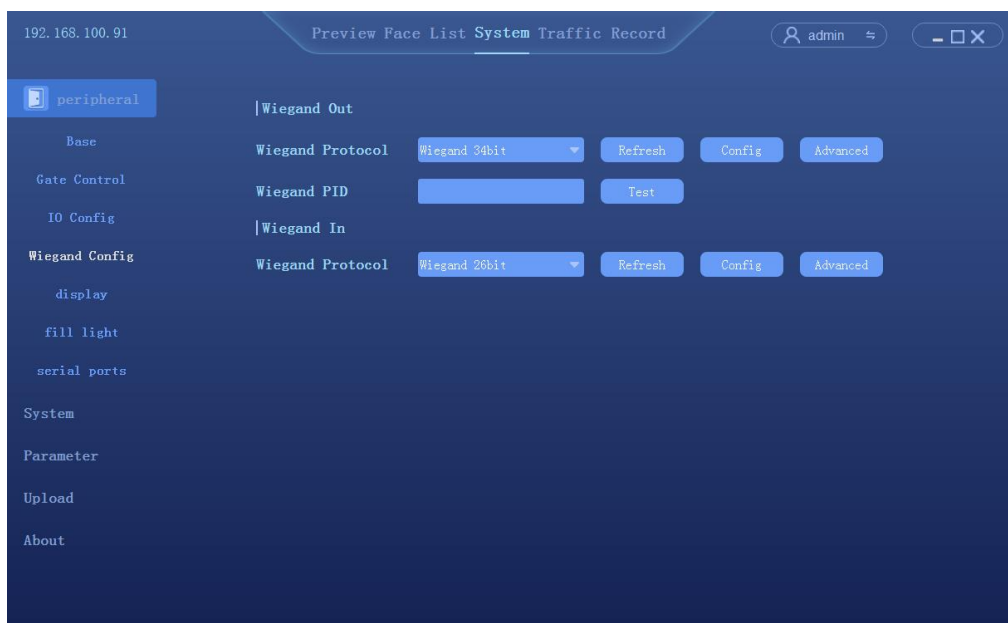 192.168.100.91
Preview Face List System Traffic Record
admin
peripheral
Base
Gate Control
IO Config
Wiegand Config
display
fill light
serial ports
System
Parameter
Upload
About
|Wiegand Out
Wiegand Protocol Wiegand 34bit Refresh Config Advanced
Wiegand PID Test
|Wiegand In
Wiegand Protocol Wiegand 26bit Refresh Config Advanced